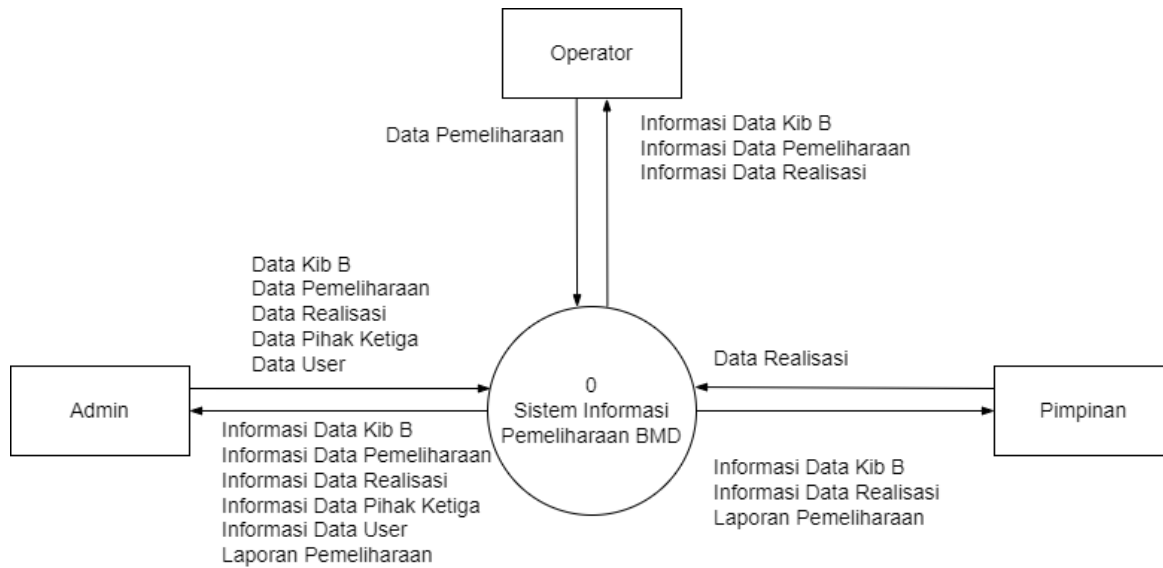 Operator
Data Pemeliharaan
Informasi Data Kib B
Informasi Data Pemeliharaan
Informasi Data Realisasi
Data Kib B
Data Pemeliharaan
Data Realisasi
Data Pihak Ketiga
Data User
Admin
0
Sistem Informasi
Pemeliharaan BMD
Data Realisasi
Pimpinan
Informasi Data Kib B
Informasi Data Pemeliharaan
Informasi Data Realisasi
Informasi Data Pihak Ketiga
Informasi Data User
Laporan Pemeliharaan
Informasi Data Kib B
Informasi Data Realisasi
Laporan Pemeliharaan